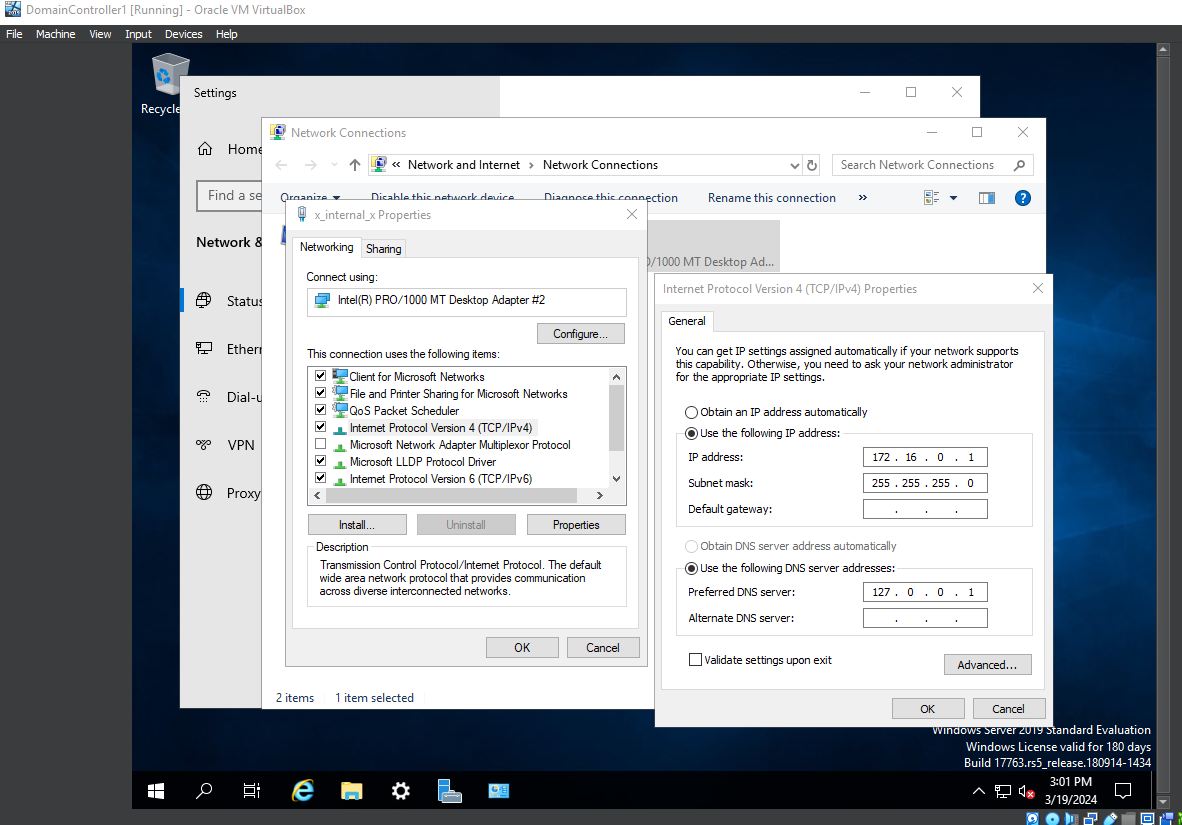 DomainController1 [Running] - Oracle VM VirtualBox
File Machine View Input Devices Help
Recycle
Settings
Home
Find a se
Network &
Status
Ethern
Dial-u
VPN
Proxy
Network Connections
« Network and Internet › Network Connections
Search Network Connections
Organize Disable this network device Diagnose this connection Rename this connection »
O/1000 MT Desktop Ad...
2 items 1 item selected
x_internal_x Properties
Networking Sharing
Connect using:
Intel(R) PRO/1000 MT Desktop Adapter #2
Configure...
This connection uses the following items:
Client for Microsoft Networks
File and Printer Sharing for Microsoft Networks
QoS Packet Scheduler
Internet Protocol Version 4 (TCP/IPv4)
Microsoft Network Adapter Multiplexor Protocol
Microsoft LLDP Protocol Driver
Internet Protocol Version 6 (TCP/IPv6)
Install... Uninstall Properties
Description
Transmission Control Protocol/Internet Protocol. The default
wide area network protocol that provides communication
across diverse interconnected networks.
OK Cancel
Internet Protocol Version 4 (TCP/IPv4) Properties
General
You can get IP settings assigned automatically if your network supports
this capability. Otherwise, you need to ask your network administrator
for the appropriate IP settings.
Obtain an IP address automatically
Use the following IP address:
IP address: 172 . 16 . 0 . 1
Subnet mask: 255 . 255 . 255 . 0
Default gateway: . . .
Obtain DNS server address automatically
Use the following DNS server addresses:
Preferred DNS server: 127 . 0 . 0 . 1
Alternate DNS server: . . .
Validate settings upon exit
Advanced...
OK Cancel
Windows Server 2019 Standard Evaluation
Windows License valid for 180 days
Build 17763.rs5_release.180914-1434
3:01 PM
3/19/2024